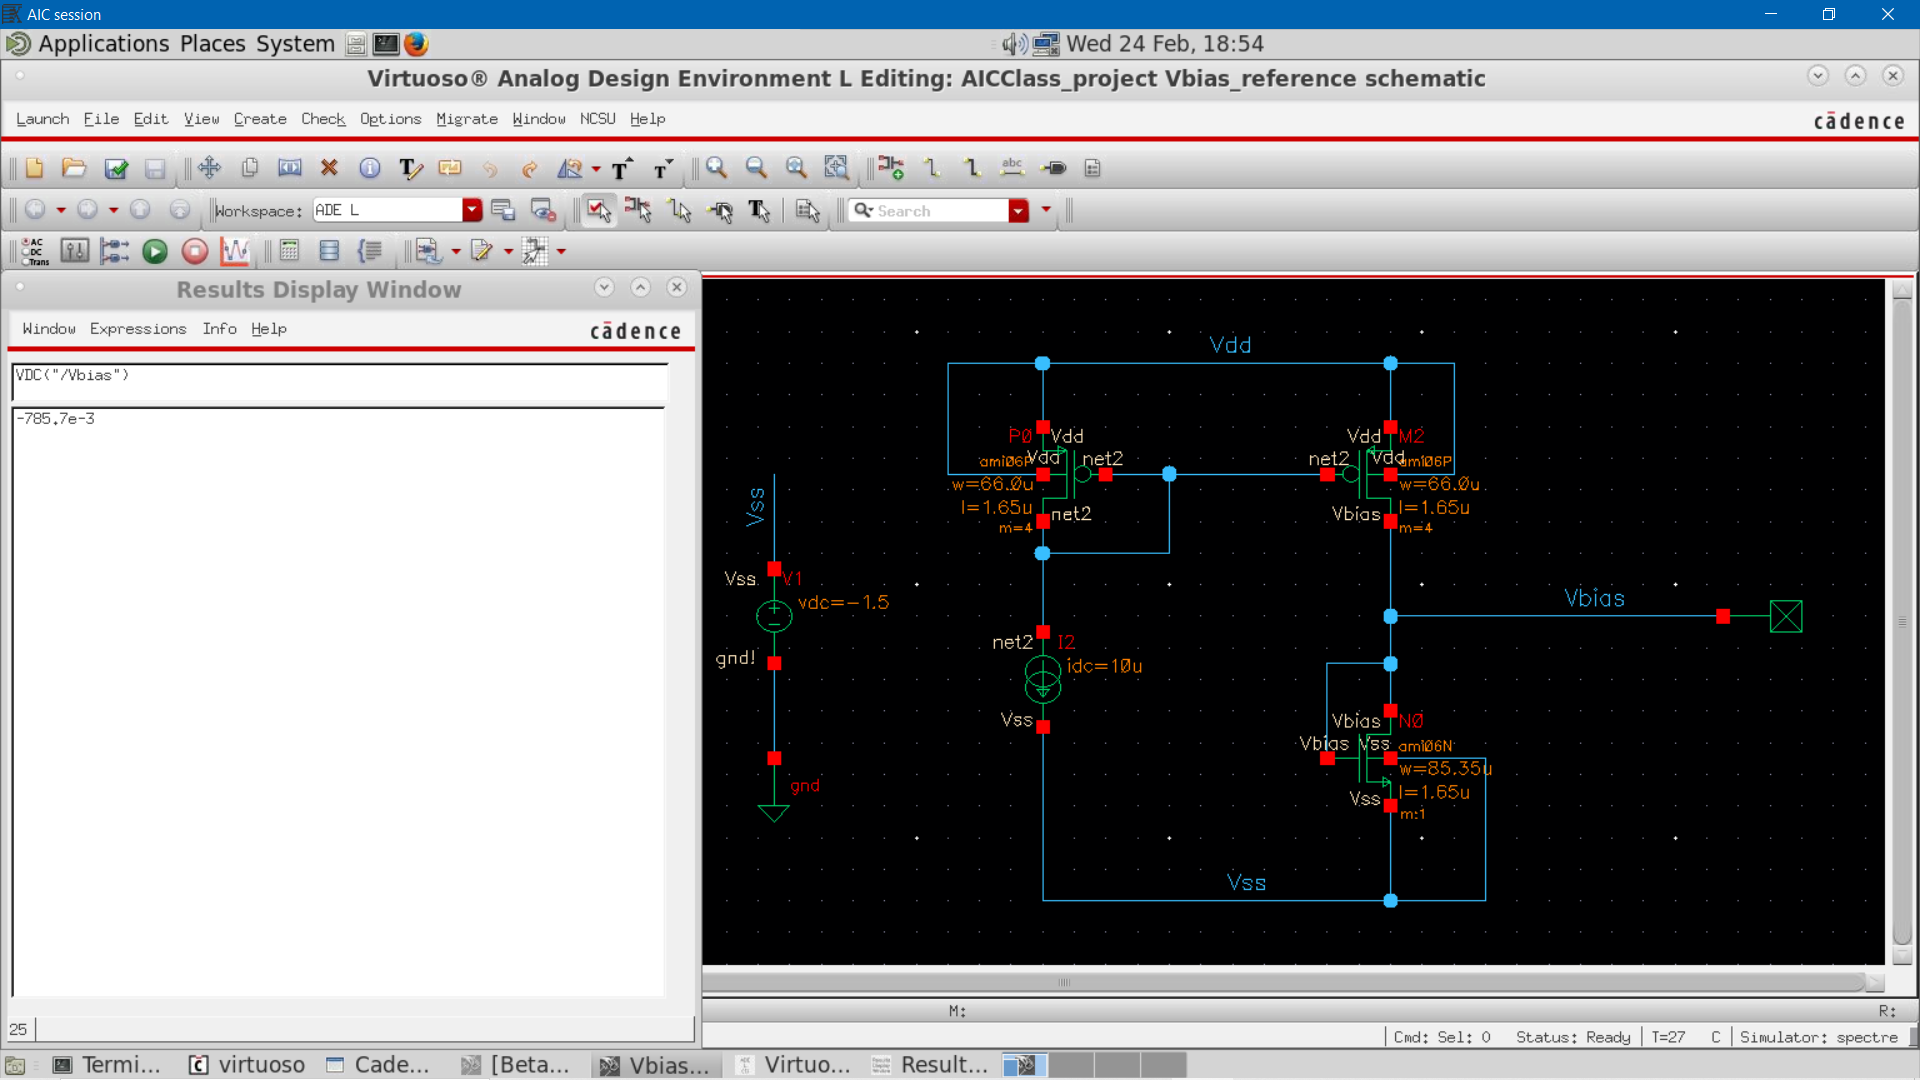 AIC session
Applications Places System
Wed 24 Feb, 18:54
Virtuoso® Analog Design Environment L Editing: AICClass_project Vbias_reference schematic
Launch File Edit View Create Check Options Migrate Window NCSU Help
cādence
abc
Workspace: ADE L
Search
AC
DC
Trans
Results Display Window
Window Expressions Info Help
cādence
VDC("/Vbias")
-785.7e-3
25
Vdd
P0
Vdd
Vdd
ami06P
net2
w=66.0u
l=1.65u
net2
m=4
Vdd
M2
net2
Vdd
ami06P
w=66.0u
l=1.65u
Vbias
m=4
Vss
Vss
V1
vdc=-1.5
gnd!
gnd
net2
I2
idc=10u
Vss
Vbias
Vbias
N0
Vbias
Vss
ami06N
w=85.35u
l=1.65u
Vss
m:1
Vss
M:
R:
Cmd: Sel: 0 Status: Ready T=27 C Simulator: spectre
Termi... virtuoso Cade... [Beta... Vbias... Virtuo... Result...